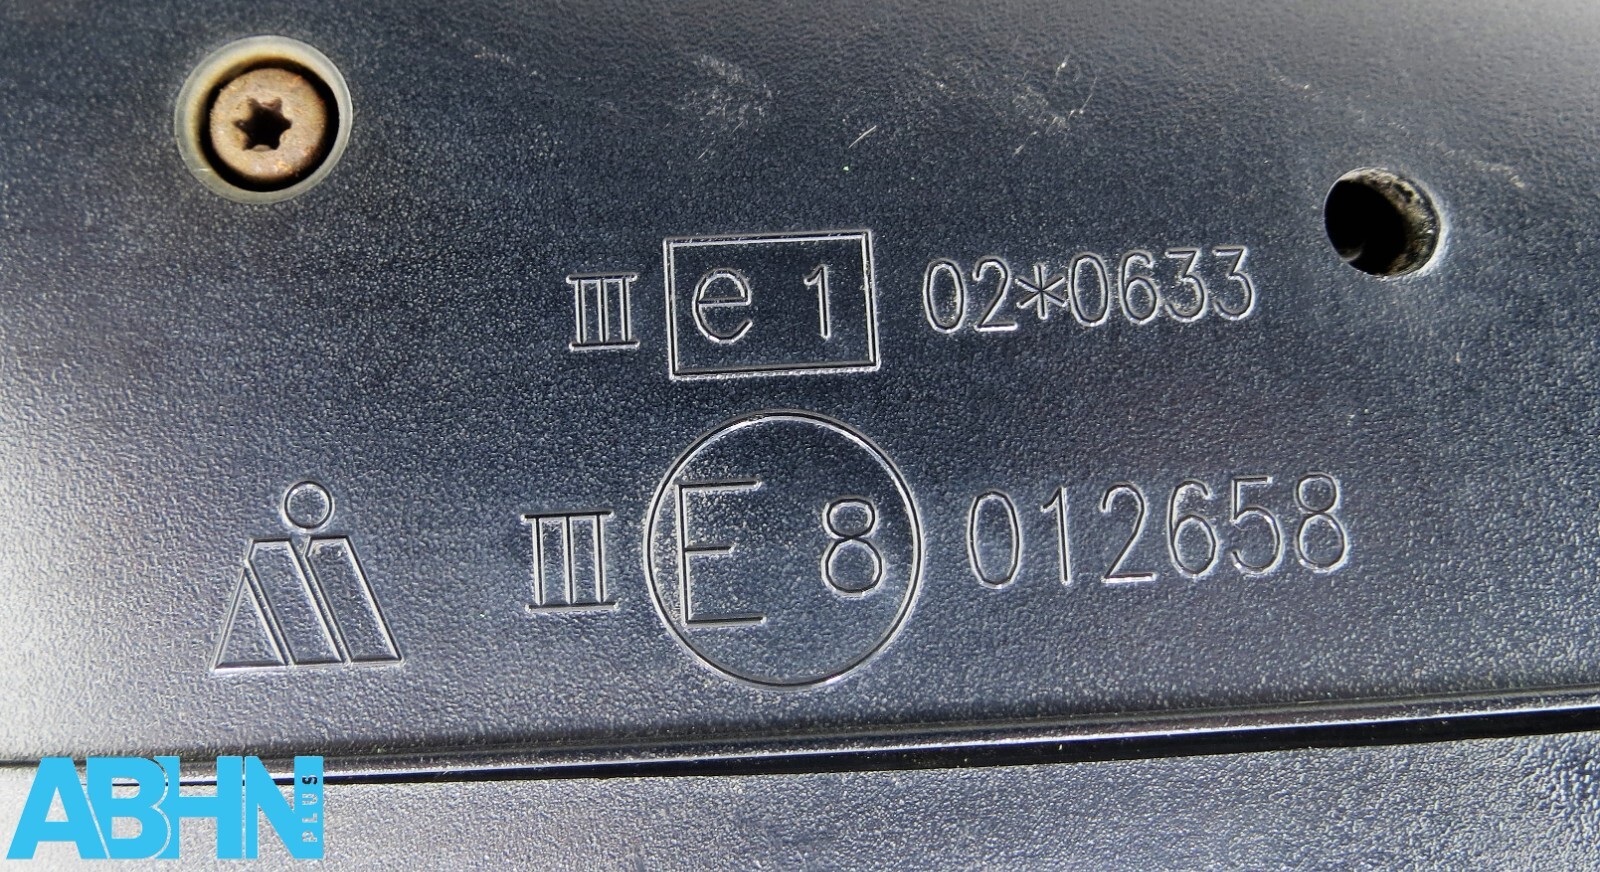 III e 1 02*0633
III E 8 012658
ABHN PLUS